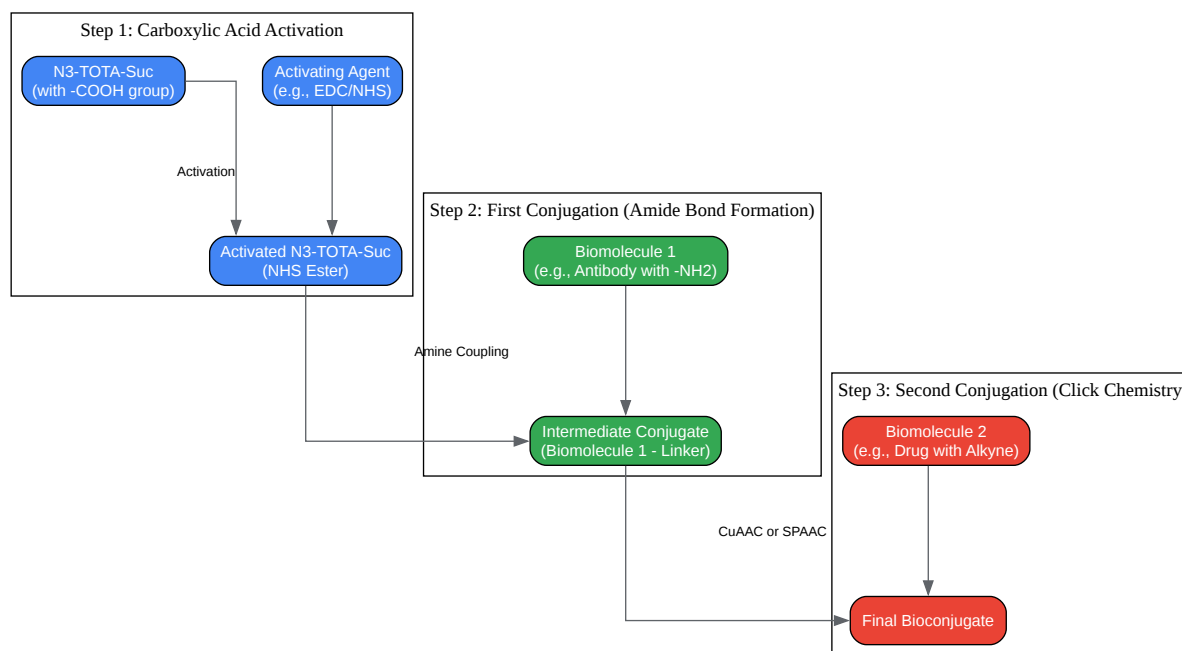 Step 1: Carboxylic Acid Activation
N3-TOTA-Suc
(with -COOH group)
Activating Agent
(e.g., EDC/NHS)
Activation
Activated N3-TOTA-Suc
(NHS Ester)
Step 2: First Conjugation (Amide Bond Formation)
Biomolecule 1
(e.g., Antibody with -NH2)
Amine Coupling
Intermediate Conjugate
(Biomolecule 1 - Linker)
Step 3: Second Conjugation (Click Chemistry
Biomolecule 2
(e.g., Drug with Alkyne)
CuAAC or SPAAC
Final Bioconjugate